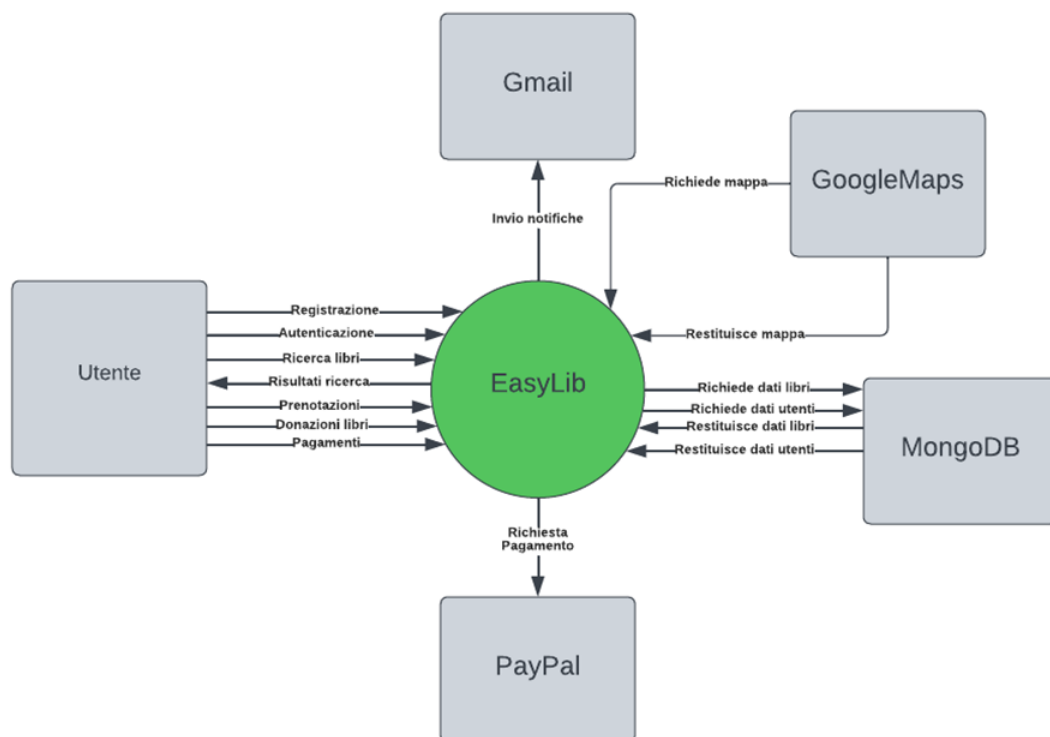 Gmail
GoogleMaps
Richiede mappa
Invio notifiche
Registrazione
Autenticazione
Restituisce mappa
Ricerca libri
Utente
Risultati ricerca
EasyLib
Richiede dati libri
Prenotazioni
Richiede dati utenti
Donazioni libri
Restituisce dati libri
Pagamenti
MongoDB
Restituisce dati utenti
Richiesta
Pagamento
PayPal